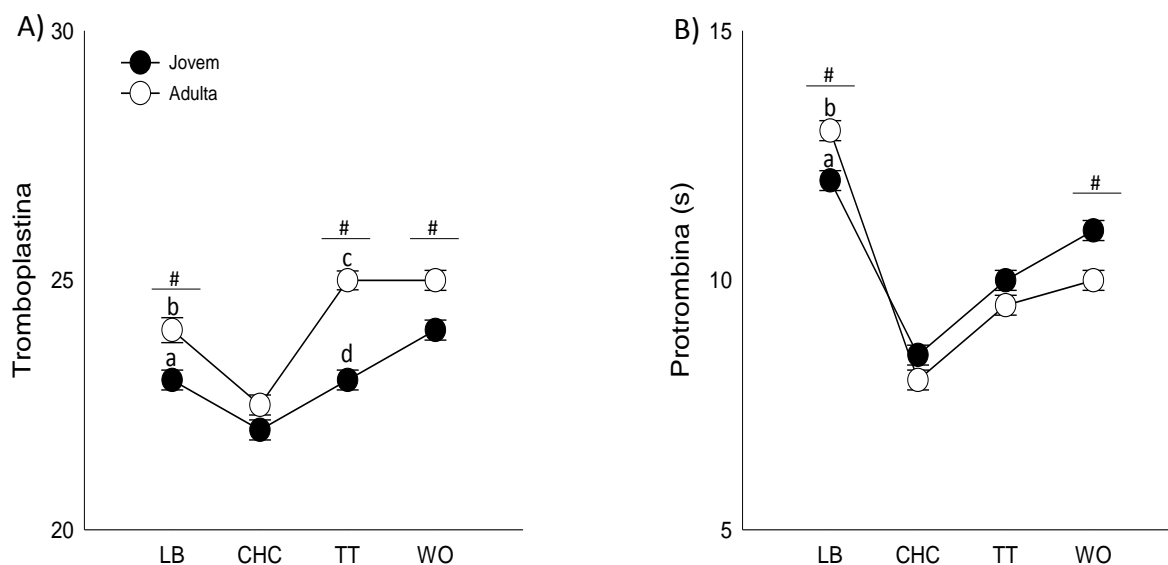 A)
Tromboplastina
30
25
20
Jovem
Adulta
#
b
a
#
c
d
#
LB CHC TT WO
B)
Protrombina (s)
15
10
5
#
b
a
#
LB CHC TT WO